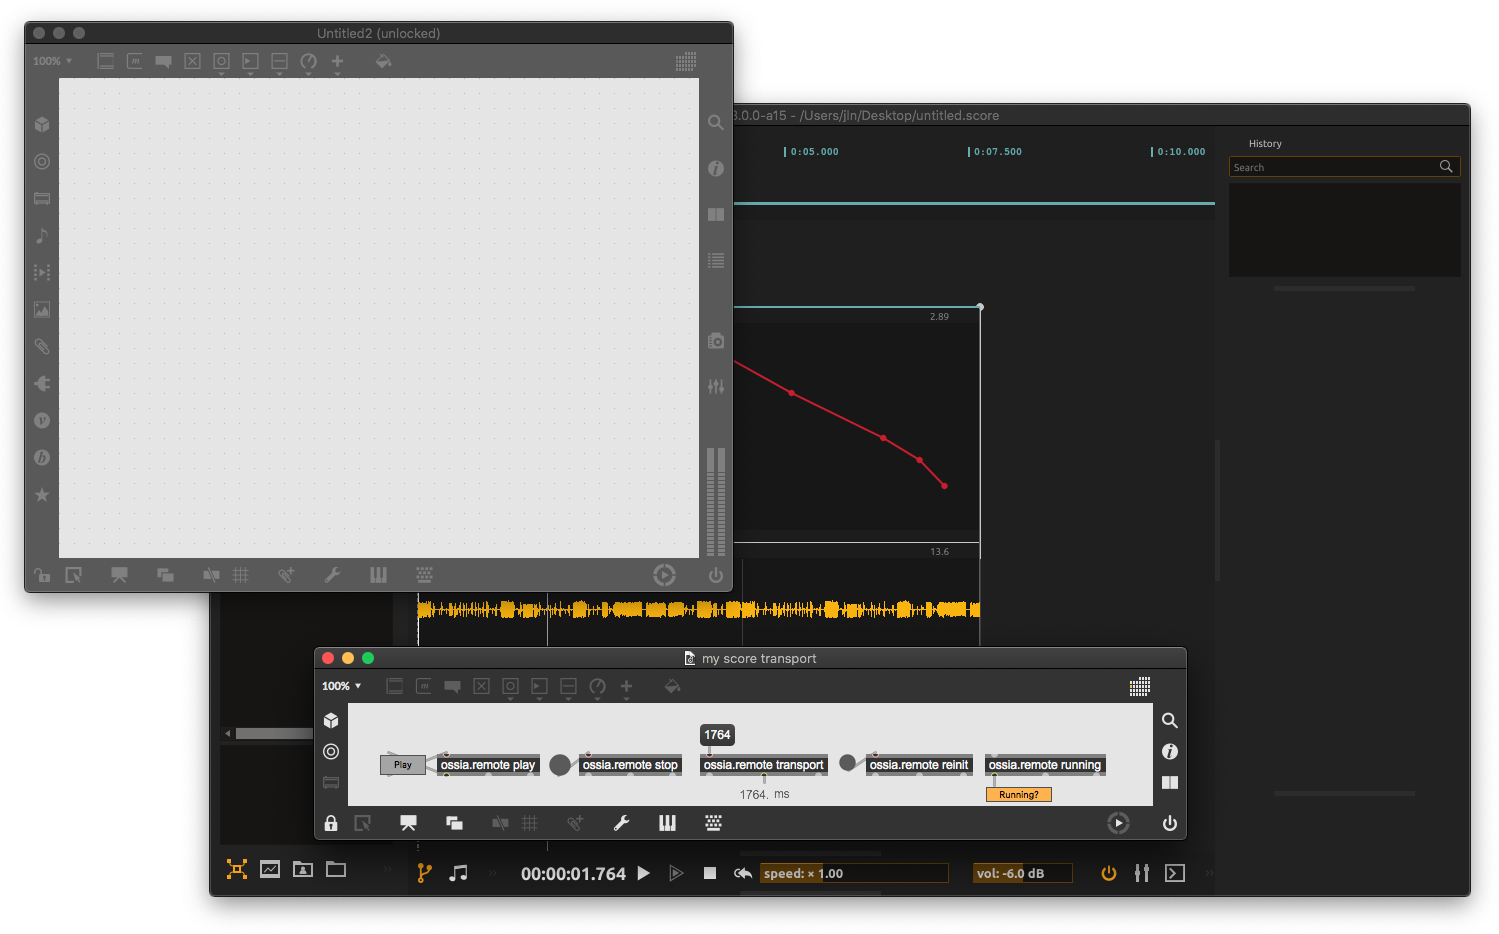 Untitled2 (unlocked)
100%
3.0.0-a15 - /Users/jln/Desktop/untitled.score
0:05.000
0:07.500
0:10.000
History
Search
2.89
13.6
my score transport
100%
1764
Play
ossia.remote play
ossia.remote stop
ossia.remote transport
ossia.remote reinit
ossia.remote running
1764. ms
Running?
00:00:01.764
speed: × 1.00
vol: -6.0 dB